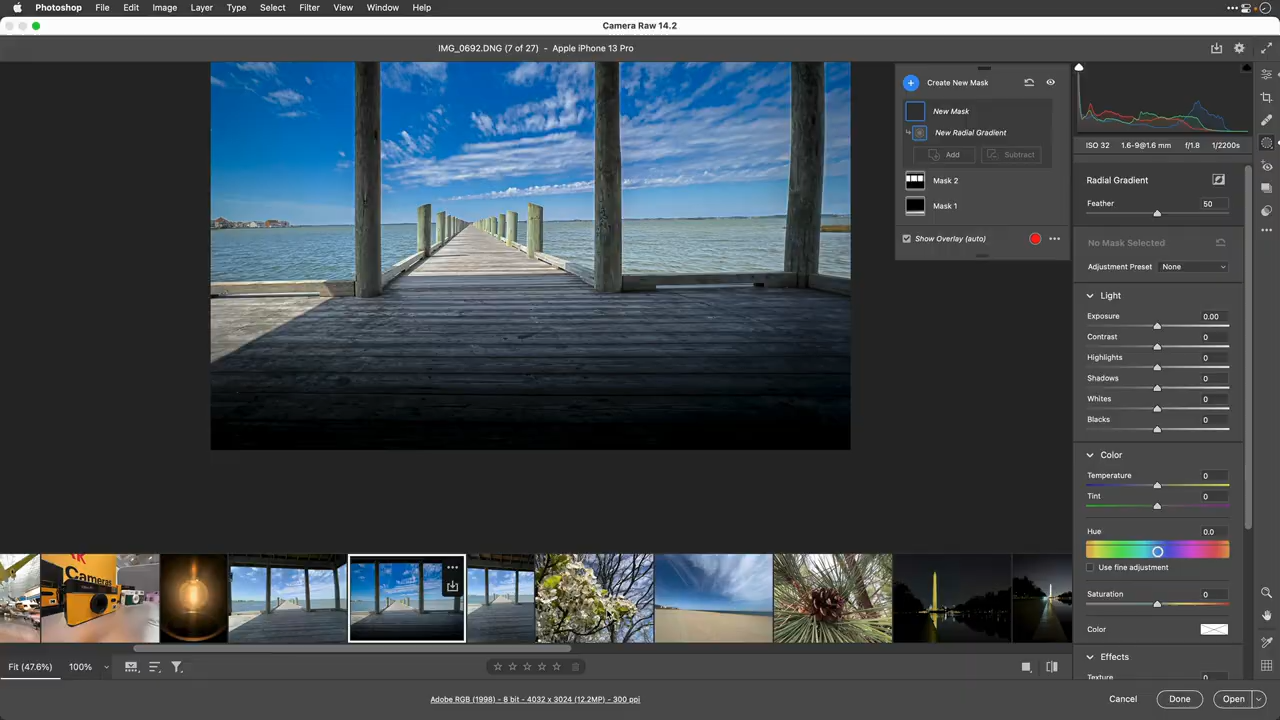 Photoshop File Edit Image Layer Type Select Filter View Window Help
Camera Raw 14.2
IMG_0692.DNG (7 of 27) - Apple iPhone 13 Pro
Create New Mask
New Mask
New Radial Gradient
Add Subtract
Mask 2
Mask 1
Show Overlay (auto)
ISO 32 1.6-9@1.6 mm f/1.8 1/2200s
Radial Gradient
Feather 50
No Mask Selected
Adjustment Preset None
Light
Exposure 0.00
Contrast 0
Highlights 0
Shadows 0
Whites 0
Blacks 0
Color
Temperature 0
Tint 0
Hue 0.0
Use fine adjustment
Saturation 0
Color
Effects
Texture 0
Cameras
Fit (47.6%) 100%
Adobe RGB (1998) - 8 bit - 4032 x 3024 (12.2MP) - 300 ppi
Cancel Done Open